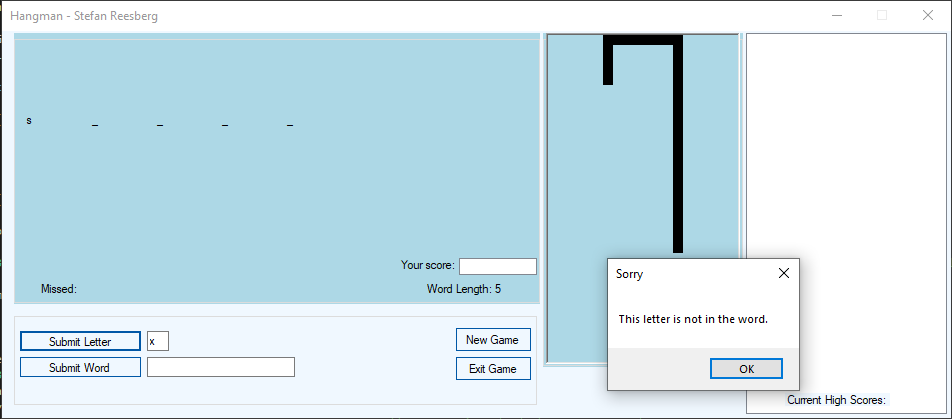 Hangman - Stefan Reesberg
s _ _ _ _
Your score:
Missed:
Word Length: 5
Submit Letter
x
New Game
Submit Word
Exit Game
Sorry
This letter is not in the word.
OK
Current High Scores: